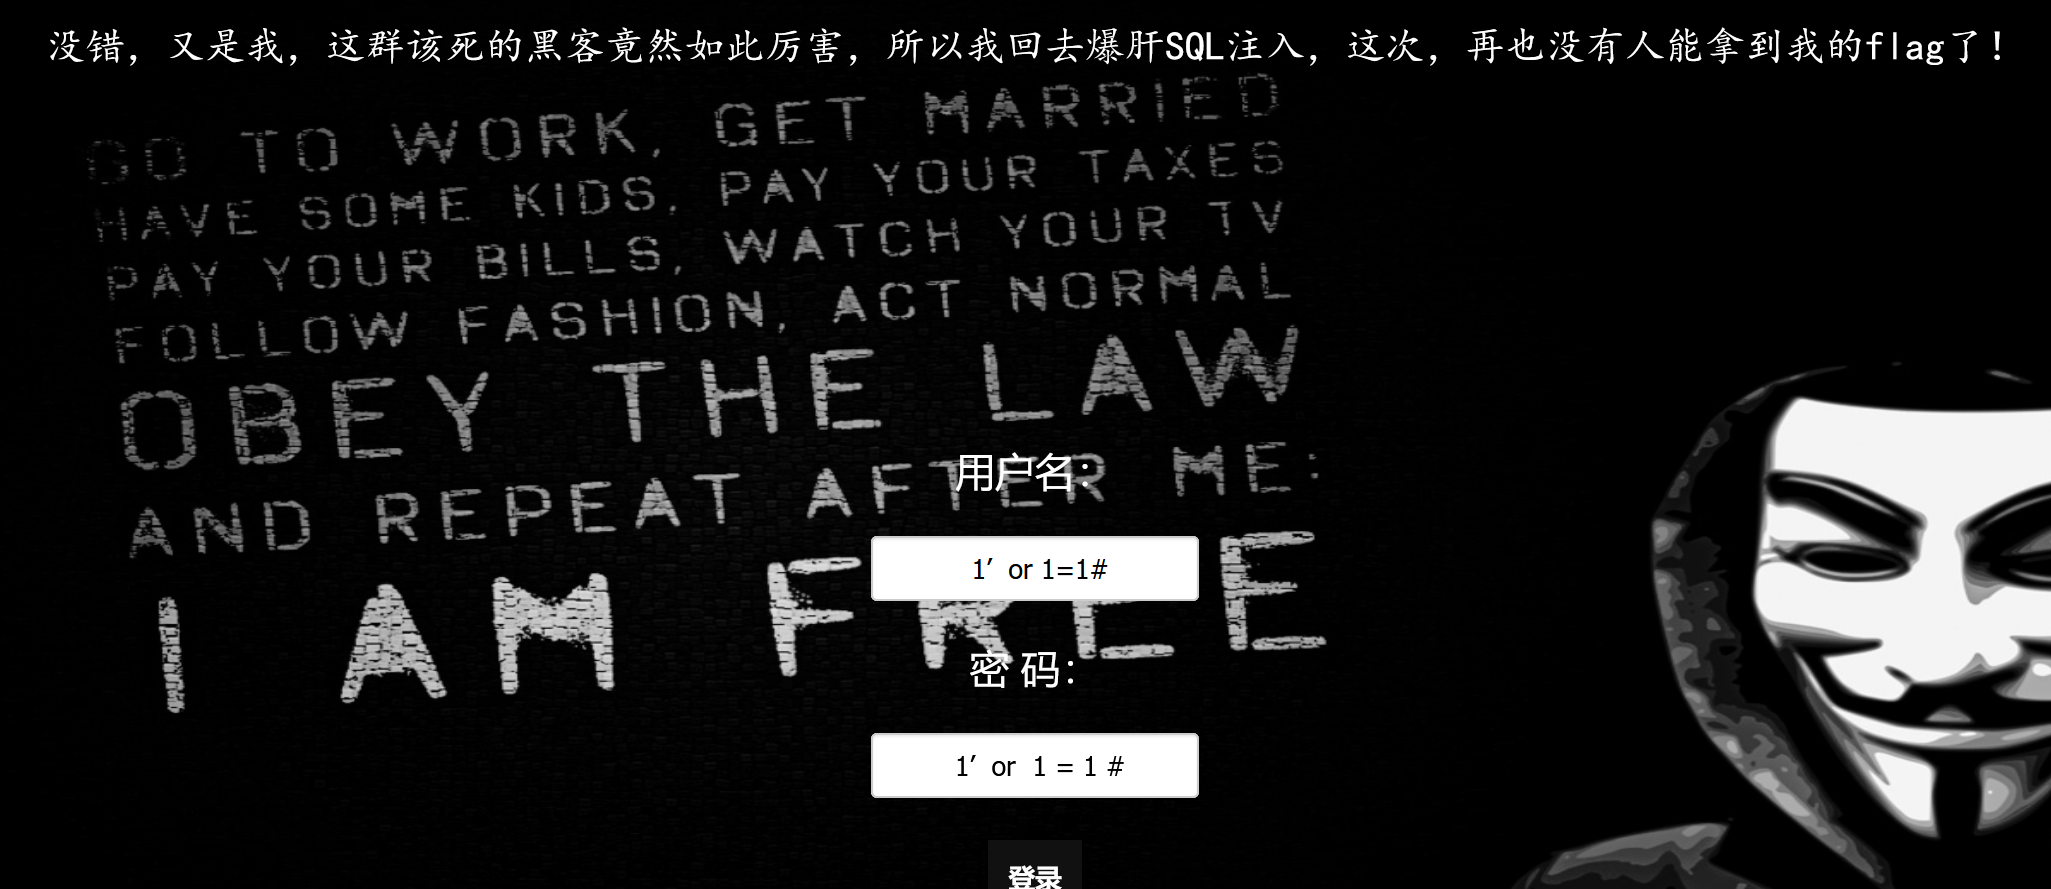 没错，又是我，这群该死的黑客竟然如此厉害，所以我回去爆肝SQL注入，这次，再也没有人能拿到我的flag了！
GO TO WORK, GET MARRIED
HAVE SOME KIDS, PAY YOUR TAXES
PAY YOUR BILLS, WATCH YOUR TV
FOLLOW FASHION, ACT NORMAL
OBEY THE LAW
AND REPEAT AFTER ME:
I AM FREE
用户名：
1' or 1=1#
密 码：
1' or 1 = 1 #
登录